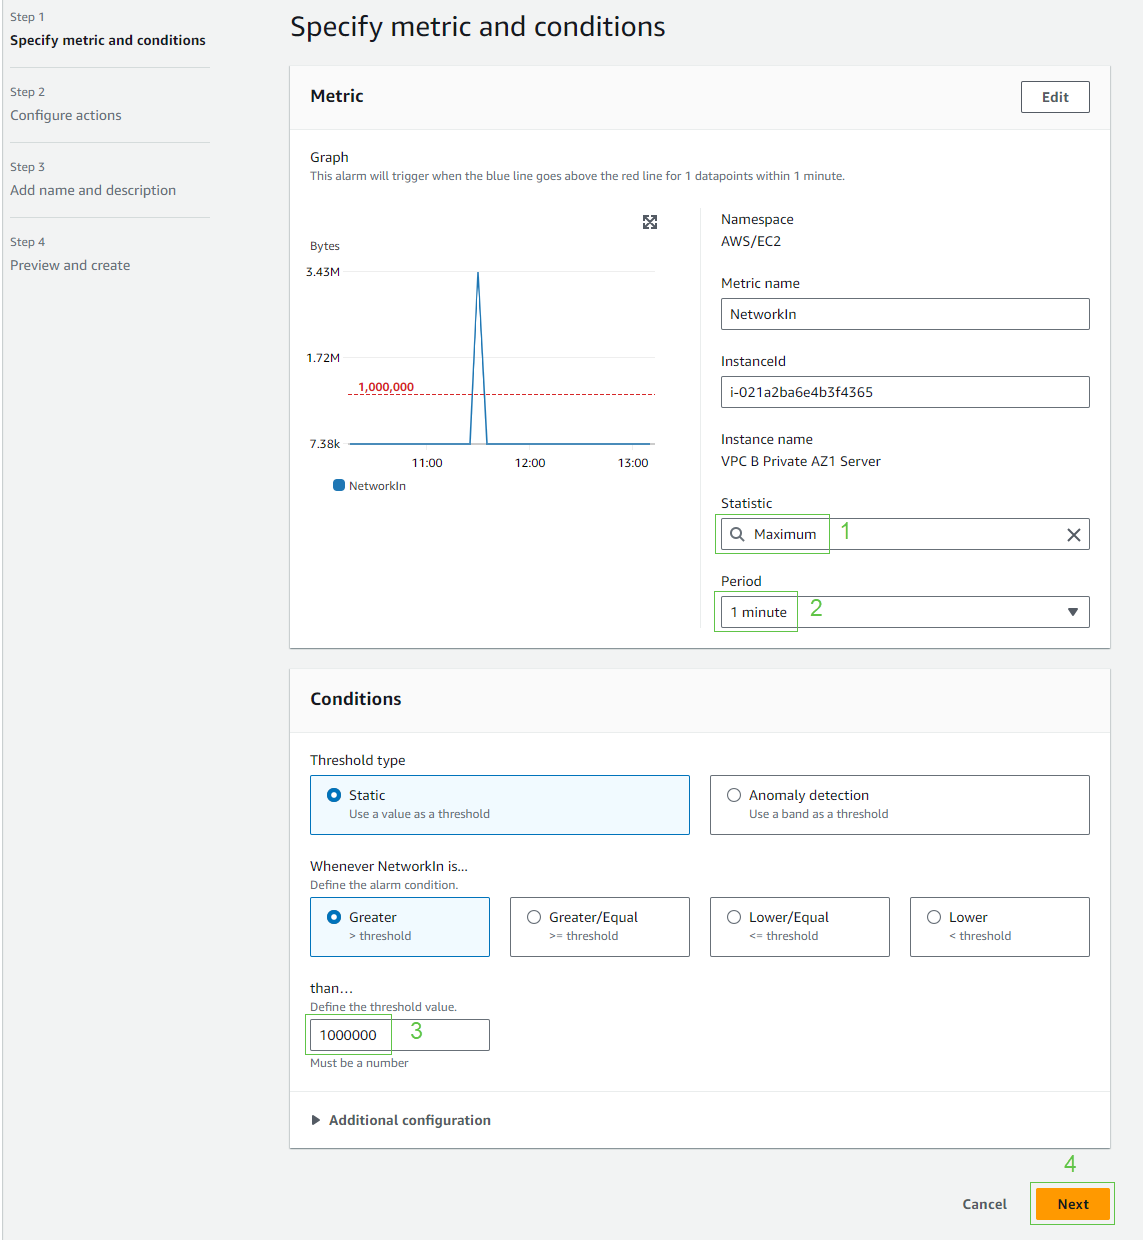 Step 1
Specify metric and conditions
Step 2
Configure actions
Step 3
Add name and description
Step 4
Preview and create
Specify metric and conditions
Metric
Edit
Graph
This alarm will trigger when the blue line goes above the red line for 1 datapoints within 1 minute.
Bytes
3.43M
1.72M
1,000,000
7.38k
11:00 12:00 13:00
NetworkIn
Namespace
AWS/EC2
Metric name
NetworkIn
InstanceId
i-021a2ba6e4b3f4365
Instance name
VPC B Private AZ1 Server
Statistic
Maximum 1
Period
1 minute 2
Conditions
Threshold type
Static
Use a value as a threshold
Anomaly detection
Use a band as a threshold
Whenever NetworkIn is...
Define the alarm condition.
Greater
> threshold
Greater/Equal
>= threshold
Lower/Equal
<= threshold
Lower
< threshold
than...
Define the threshold value.
1000000 3
Must be a number
Additional configuration
4
Cancel Next